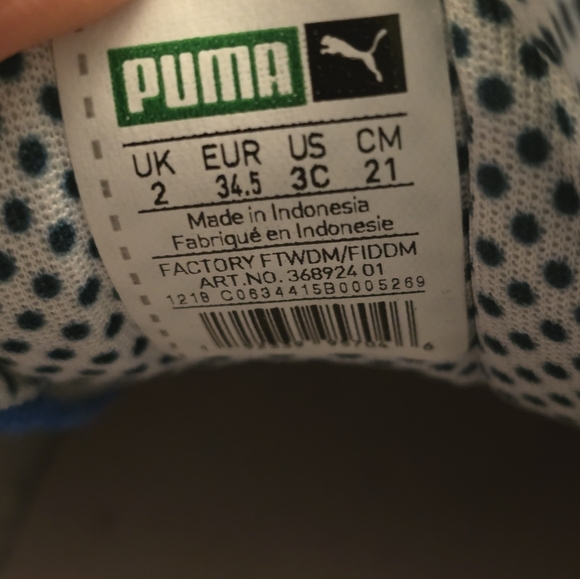 PUMA
UK EUR US CM
2 34.5 3C 21
Made in Indonesia
Fabriqué en Indonesie
FACTORY FTWDM/FIDDM
ART.NO. 368924 01
1218 C0634415B0005269